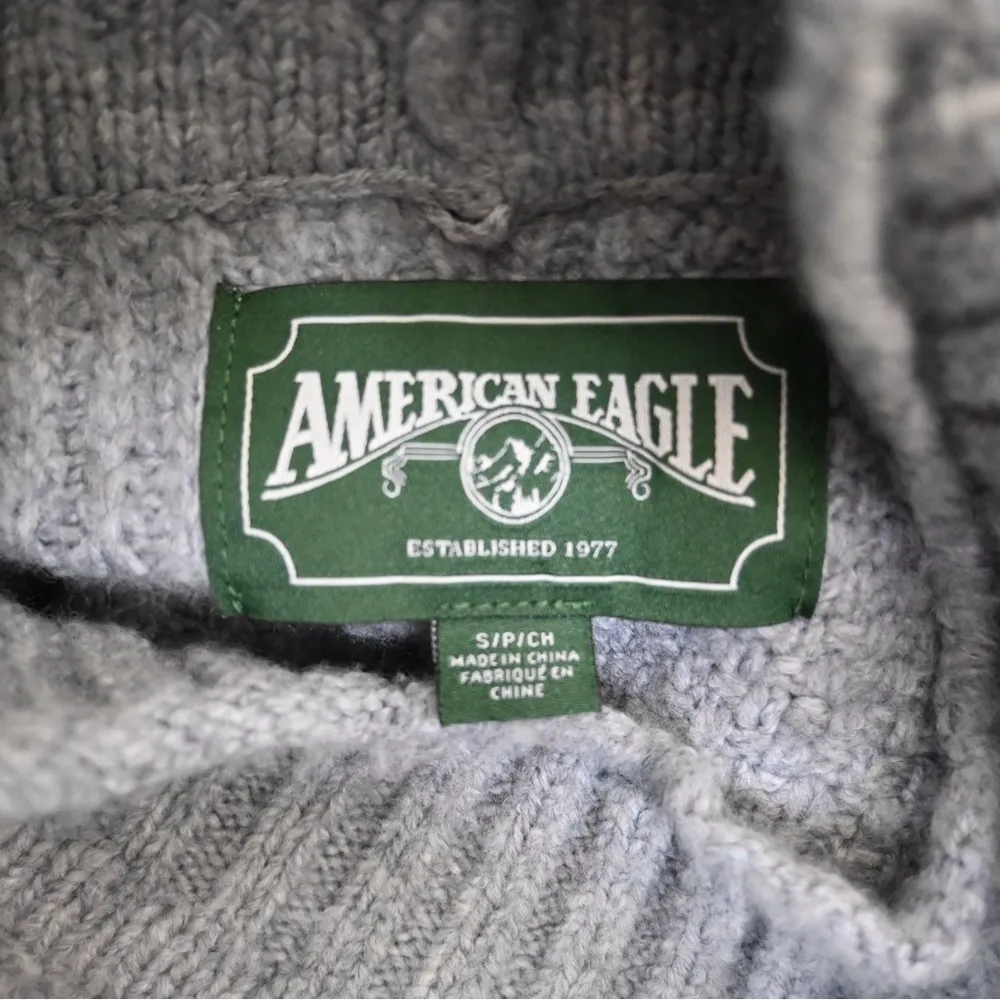 AMERICAN EAGLE
ESTABLISHED 1977
S/P/CH
MADE IN CHINA
FABRIQUÉ EN
CHINE